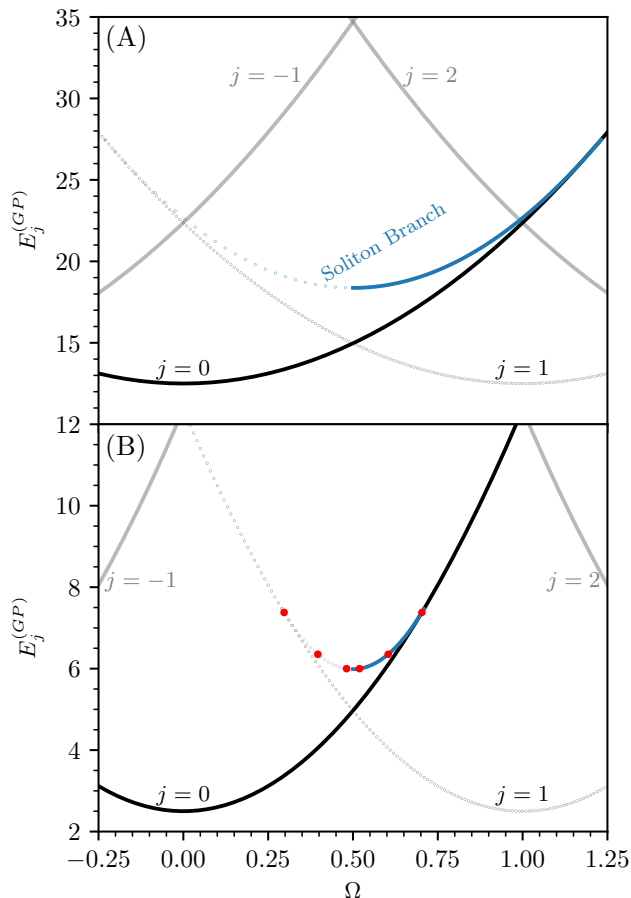 35
(A)
j = −1
j = 2
30
25
E_j^{(GP)}
Soliton Branch
20
15
j = 0
j = 1
12
(B)
10
j = −1
j = 2
8
E_j^{(GP)}
6
4
j = 0
j = 1
2
−0.25
0.00
0.25
0.50
0.75
1.00
1.25
Ω